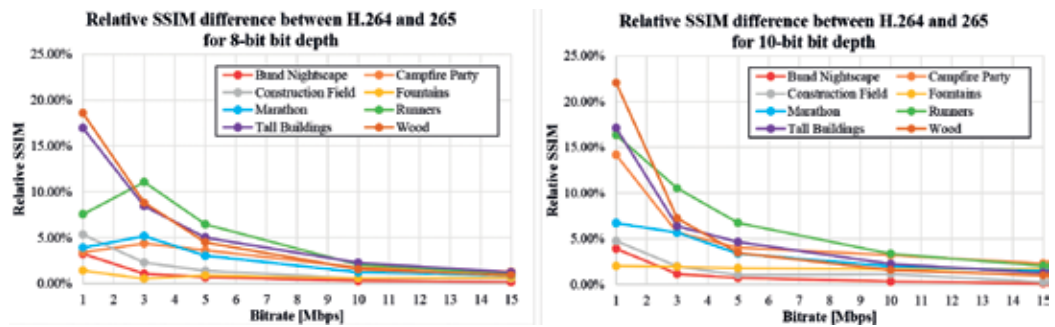 Relative SSIM difference between H.264 and 265
for 8-bit bit depth
25.00%
20.00%
15.00%
10.00%
5.00%
0.00%
Relative SSIM
Bund Nightscape
Campfire Party
Construction Field
Fountains
Marathon
Runners
Tall Buildings
Wood
1 2 3 4 5 6 7 8 9 10 11 12 13 14 15
Bitrate [Mbps]
Relative SSIM difference between H.264 and 265
for 10-bit bit depth
25.00%
20.00%
15.00%
10.00%
5.00%
0.00%
Relative SSIM
Bund Nightscape
Campfire Party
Construction Field
Fountains
Marathon
Runners
Tall Buildings
Wood
1 2 3 4 5 6 7 8 9 10 11 12 13 14 15
Bitrate [Mbps]